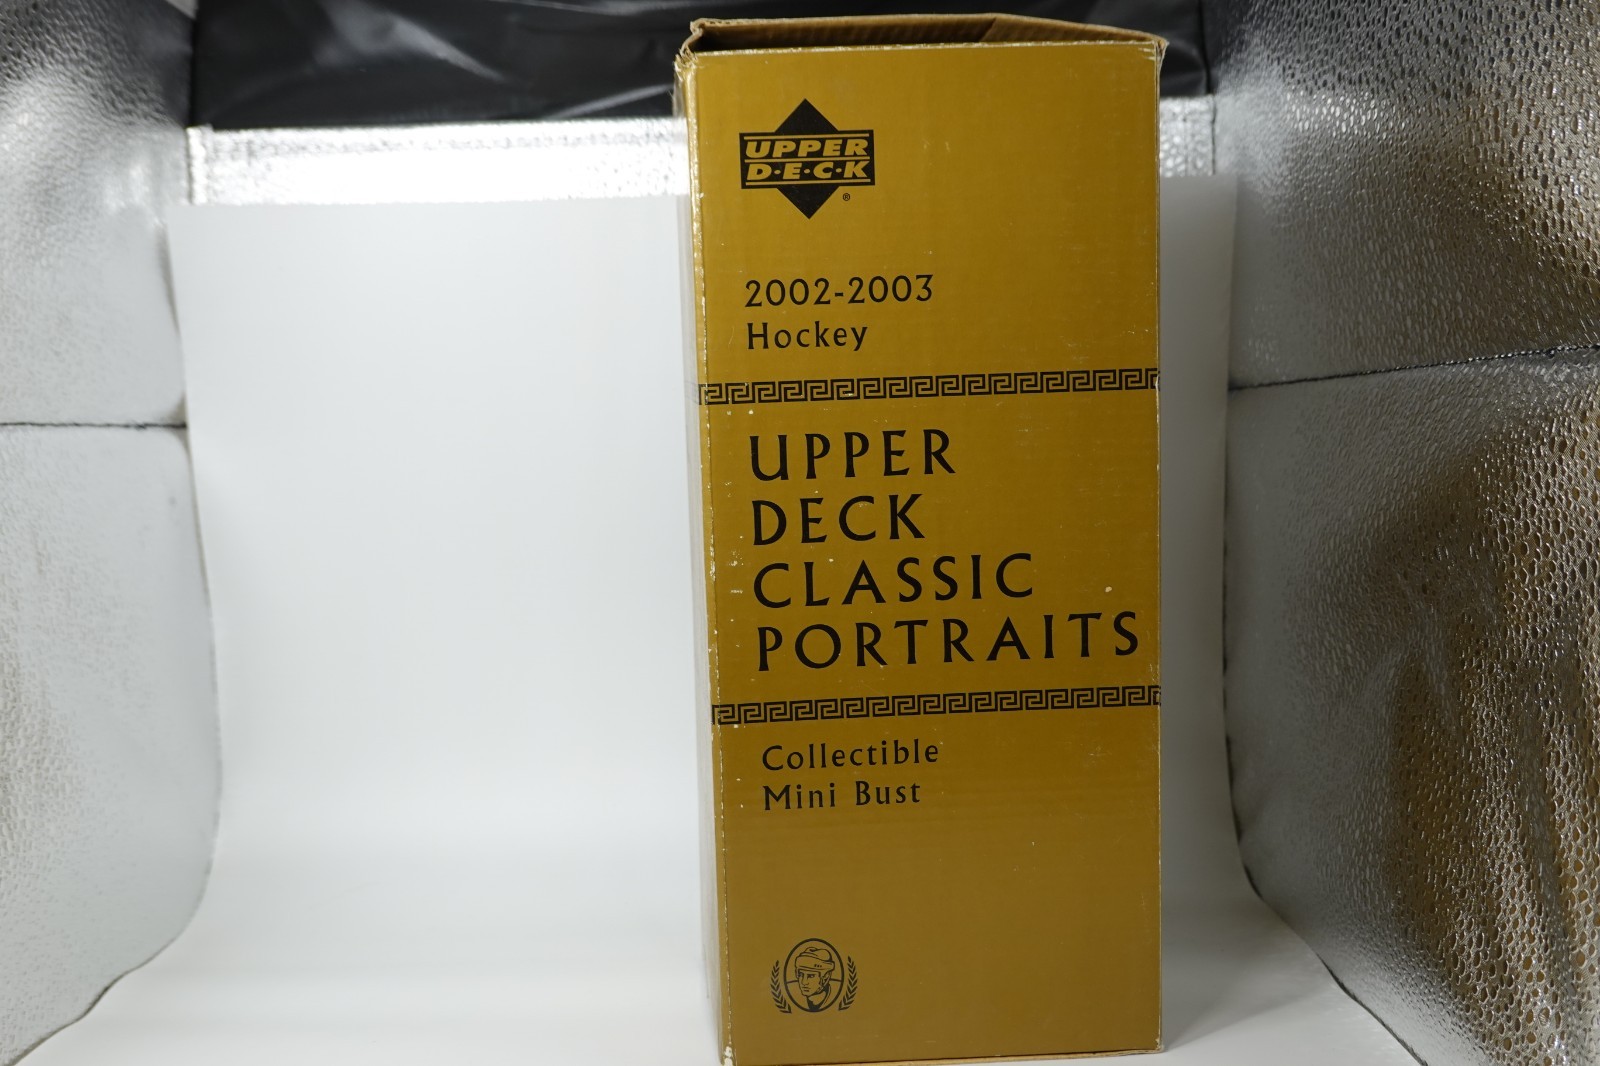 UPPER
D·E·C·K
®
2002-2003
Hockey
UPPER
DECK
CLASSIC
PORTRAITS
Collectible
Mini Bust